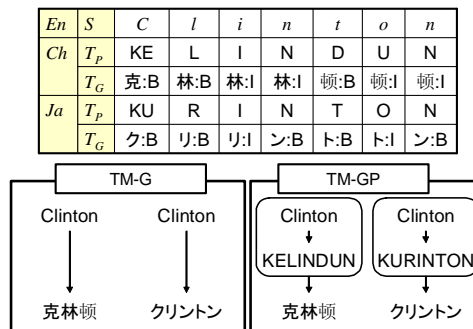 En S C l i n t o n
Ch T_P KE L I N D U N
T_G 克:B 林:B 林:I 林:I 顿:B 顿:I 顿:I
Ja T_P KU R I N T O N
T_G ク:B リ:B リ:I ン:B ト:B ト:I ン:B
TM-G TM-GP
Clinton Clinton Clinton Clinton
KELINDUN KURINTON
克林顿 クリントン 克林顿 クリントン